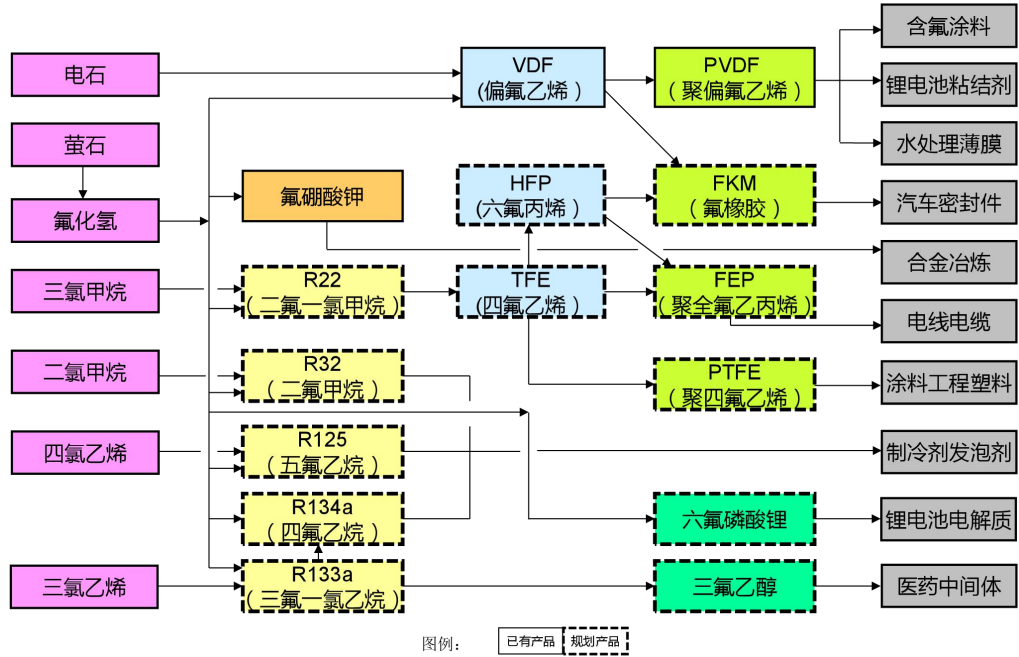 含氟涂料
电石
VDF
(偏氟乙烯）
PVDF
（聚偏氟乙烯）
锂电池粘结剂
萤石
水处理薄膜
氟化氢
氟硼酸钾
HFP
(六氟丙烯）
FKM
（氟橡胶）
汽车密封件
合金冶炼
三氯甲烷
R22
（二氟一氯甲烷）
TFE
(四氟乙烯）
FEP
（聚全氟乙丙烯）
电线电缆
二氯甲烷
R32
（二氟甲烷）
PTFE
（聚四氟乙烯）
涂料工程塑料
四氯乙烯
R125
（五氟乙烷）
制冷剂发泡剂
R134a
（四氟乙烷）
六氟磷酸锂
锂电池电解质
三氯乙烯
R133a
（三氟一氯乙烷）
三氟乙醇
医药中间体
图例：
已有产品
规划产品